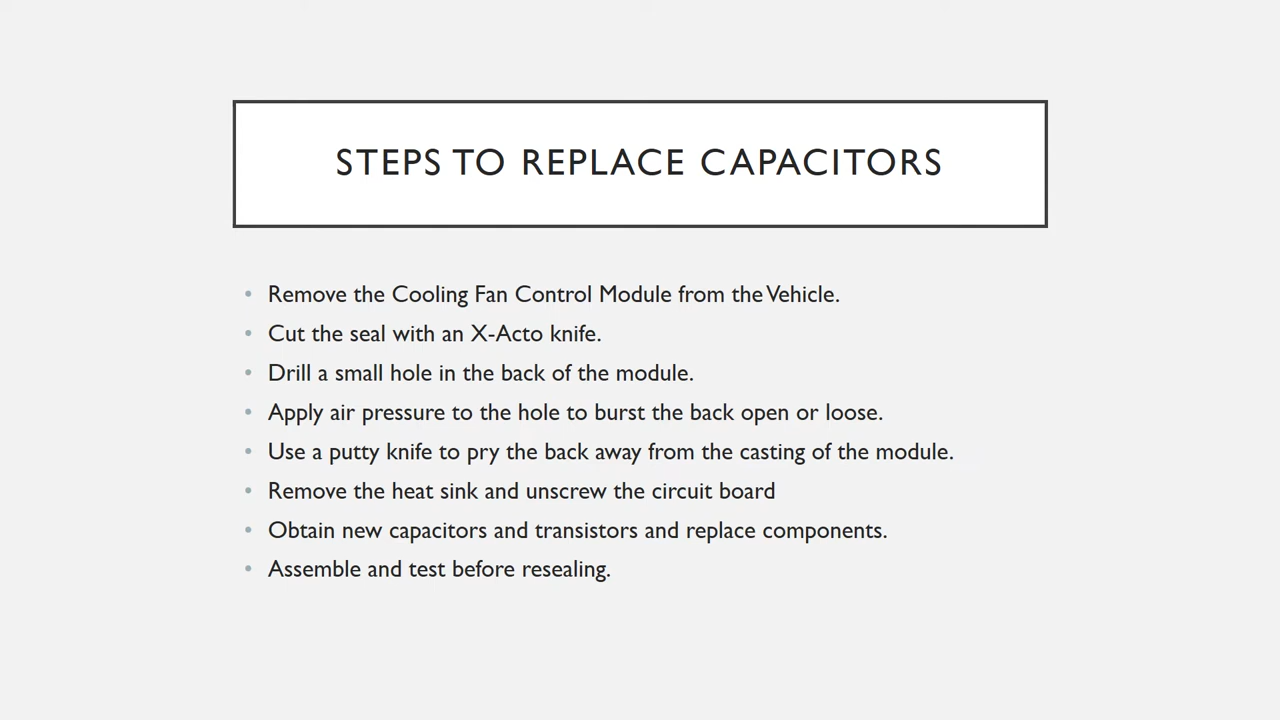 STEPS TO REPLACE CAPACITORS
• Remove the Cooling Fan Control Module from the Vehicle.
• Cut the seal with an X-Acto knife.
• Drill a small hole in the back of the module.
• Apply air pressure to the hole to burst the back open or loose.
• Use a putty knife to pry the back away from the casting of the module.
• Remove the heat sink and unscrew the circuit board
• Obtain new capacitors and transistors and replace components.
• Assemble and test before resealing.